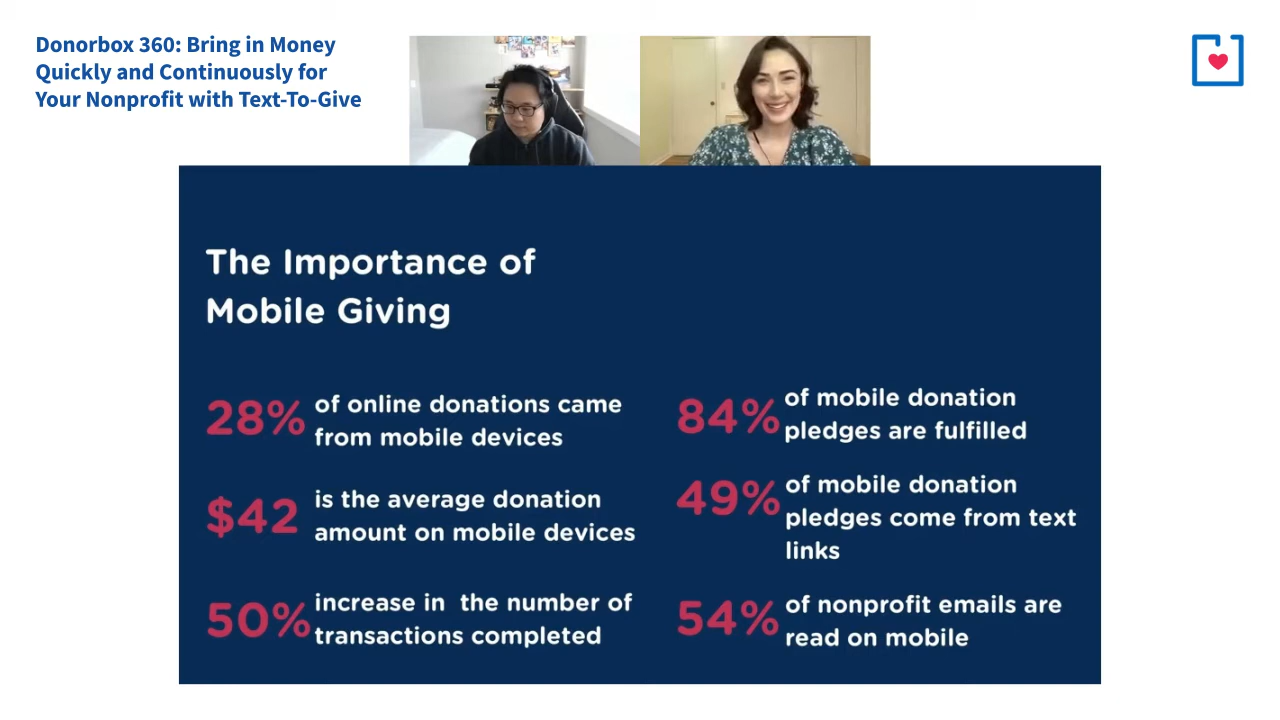 Donorbox 360: Bring in Money
Quickly and Continuously for
Your Nonprofit with Text-To-Give
The Importance of
Mobile Giving
28% of online donations came
from mobile devices
$42 is the average donation
amount on mobile devices
50% increase in  the number of
transactions completed
84% of mobile donation
pledges are fulfilled
49% of mobile donation
pledges come from text
links
54% of nonprofit emails are
read on mobile